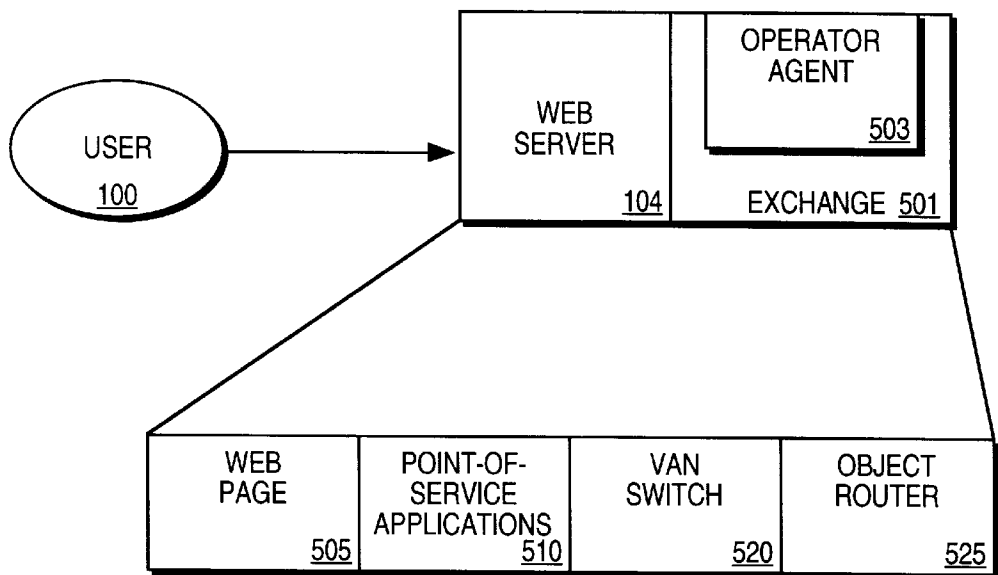 USER
100
WEB
SERVER
104
OPERATOR
AGENT
503
EXCHANGE 501
WEB
PAGE
505
POINT-OF-
SERVICE
APPLICATIONS
510
VAN
SWITCH
520
OBJECT
ROUTER
525